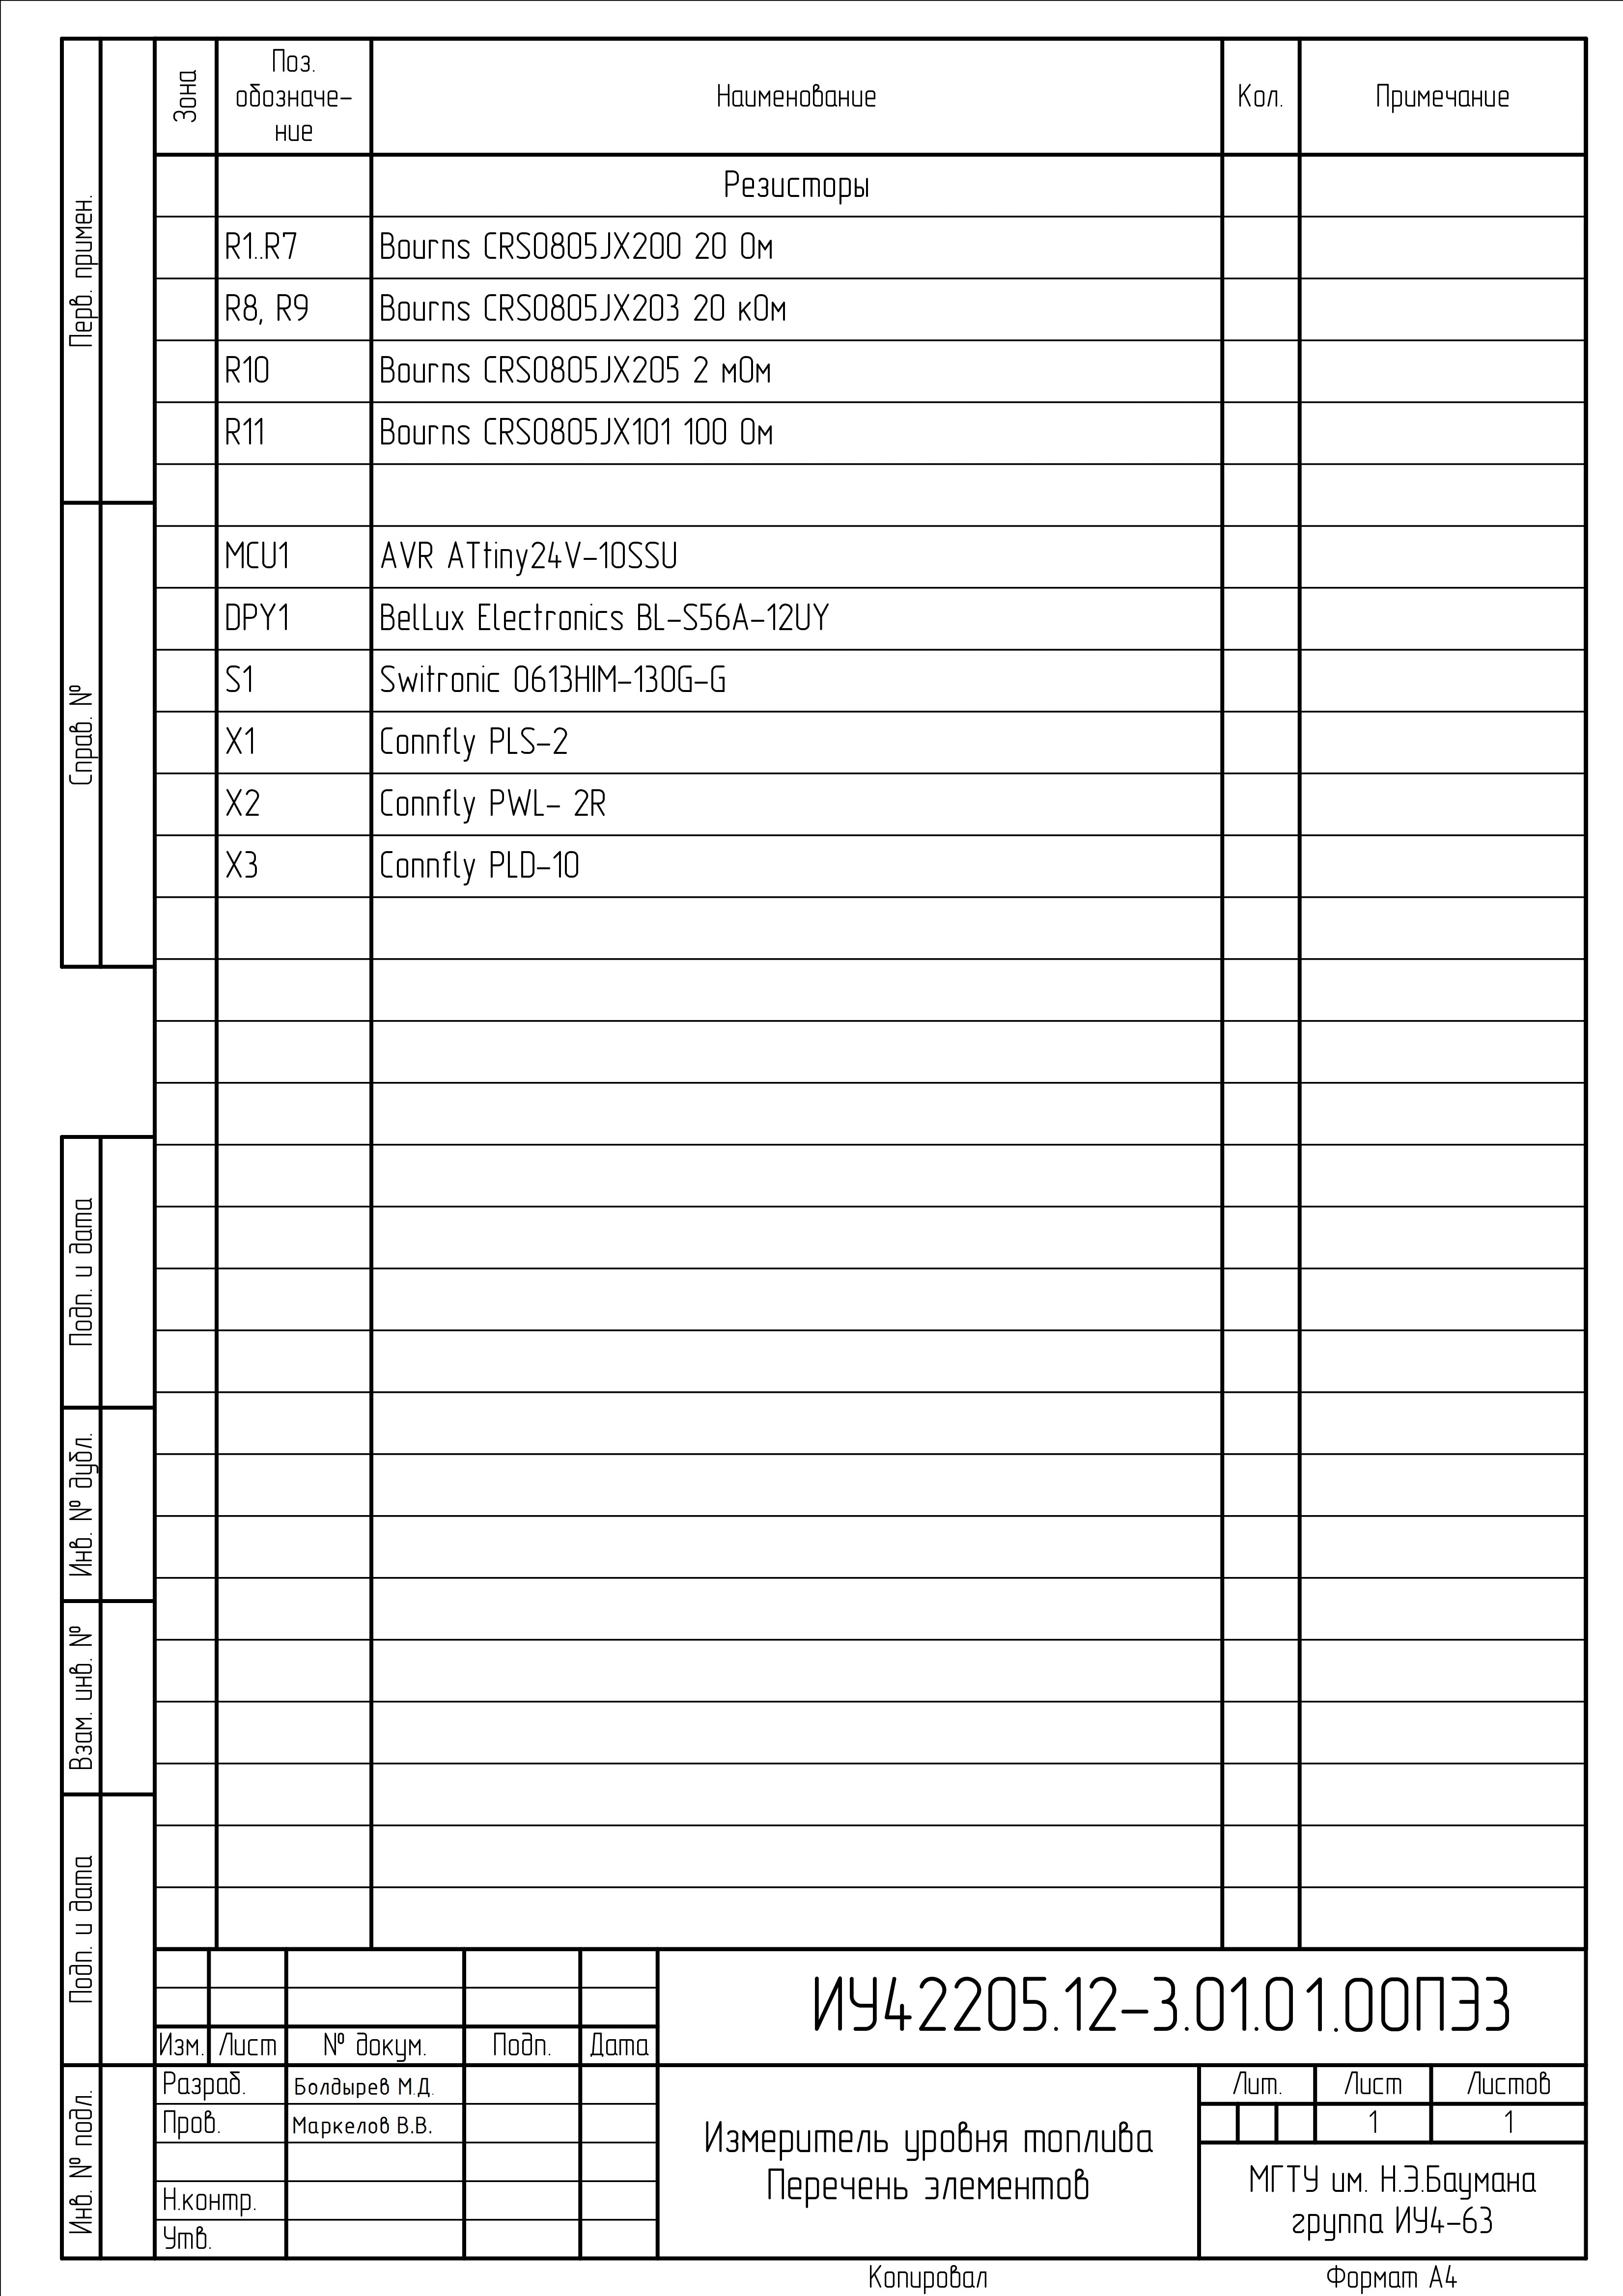 Зона
Поз.
обозначе-
ние
Наименование
Кол.
Примечание
Резисторы
R1..R7 Bourns CRS0805JX200 20 Ом
R8, R9 Bourns CRS0805JX203 20 кОм
R10 Bourns CRS0805JX205 2 мОм
R11 Bourns CRS0805JX101 100 Ом
MCU1 AVR ATtiny24V-10SSU
DPY1 BelLux Electronics BL-S56A-12UY
S1 Switronic 0613HIM-130G-G
X1 Connfly PLS-2
X2 Connfly PWL- 2R
X3 Connfly PLD-10
Перв. примен.
Справ. №
Подп. и дата
Инв. № дубл.
Взам. инв. №
Подп. и дата
Инв. № подл.
ИУ42205.12-3.01.01.00ПЭ3
Изм. Лист № докум. Подп. Дата
Разраб. Болдырев М.Д.
Пров. Маркелов В.В.
Н.контр.
Утв.
Измеритель уровня топлива
Перечень элементов
Лит. Лист Листов
1 1
МГТУ им. Н.Э.Баумана
группа ИУ4-63
Копировал Формат А4